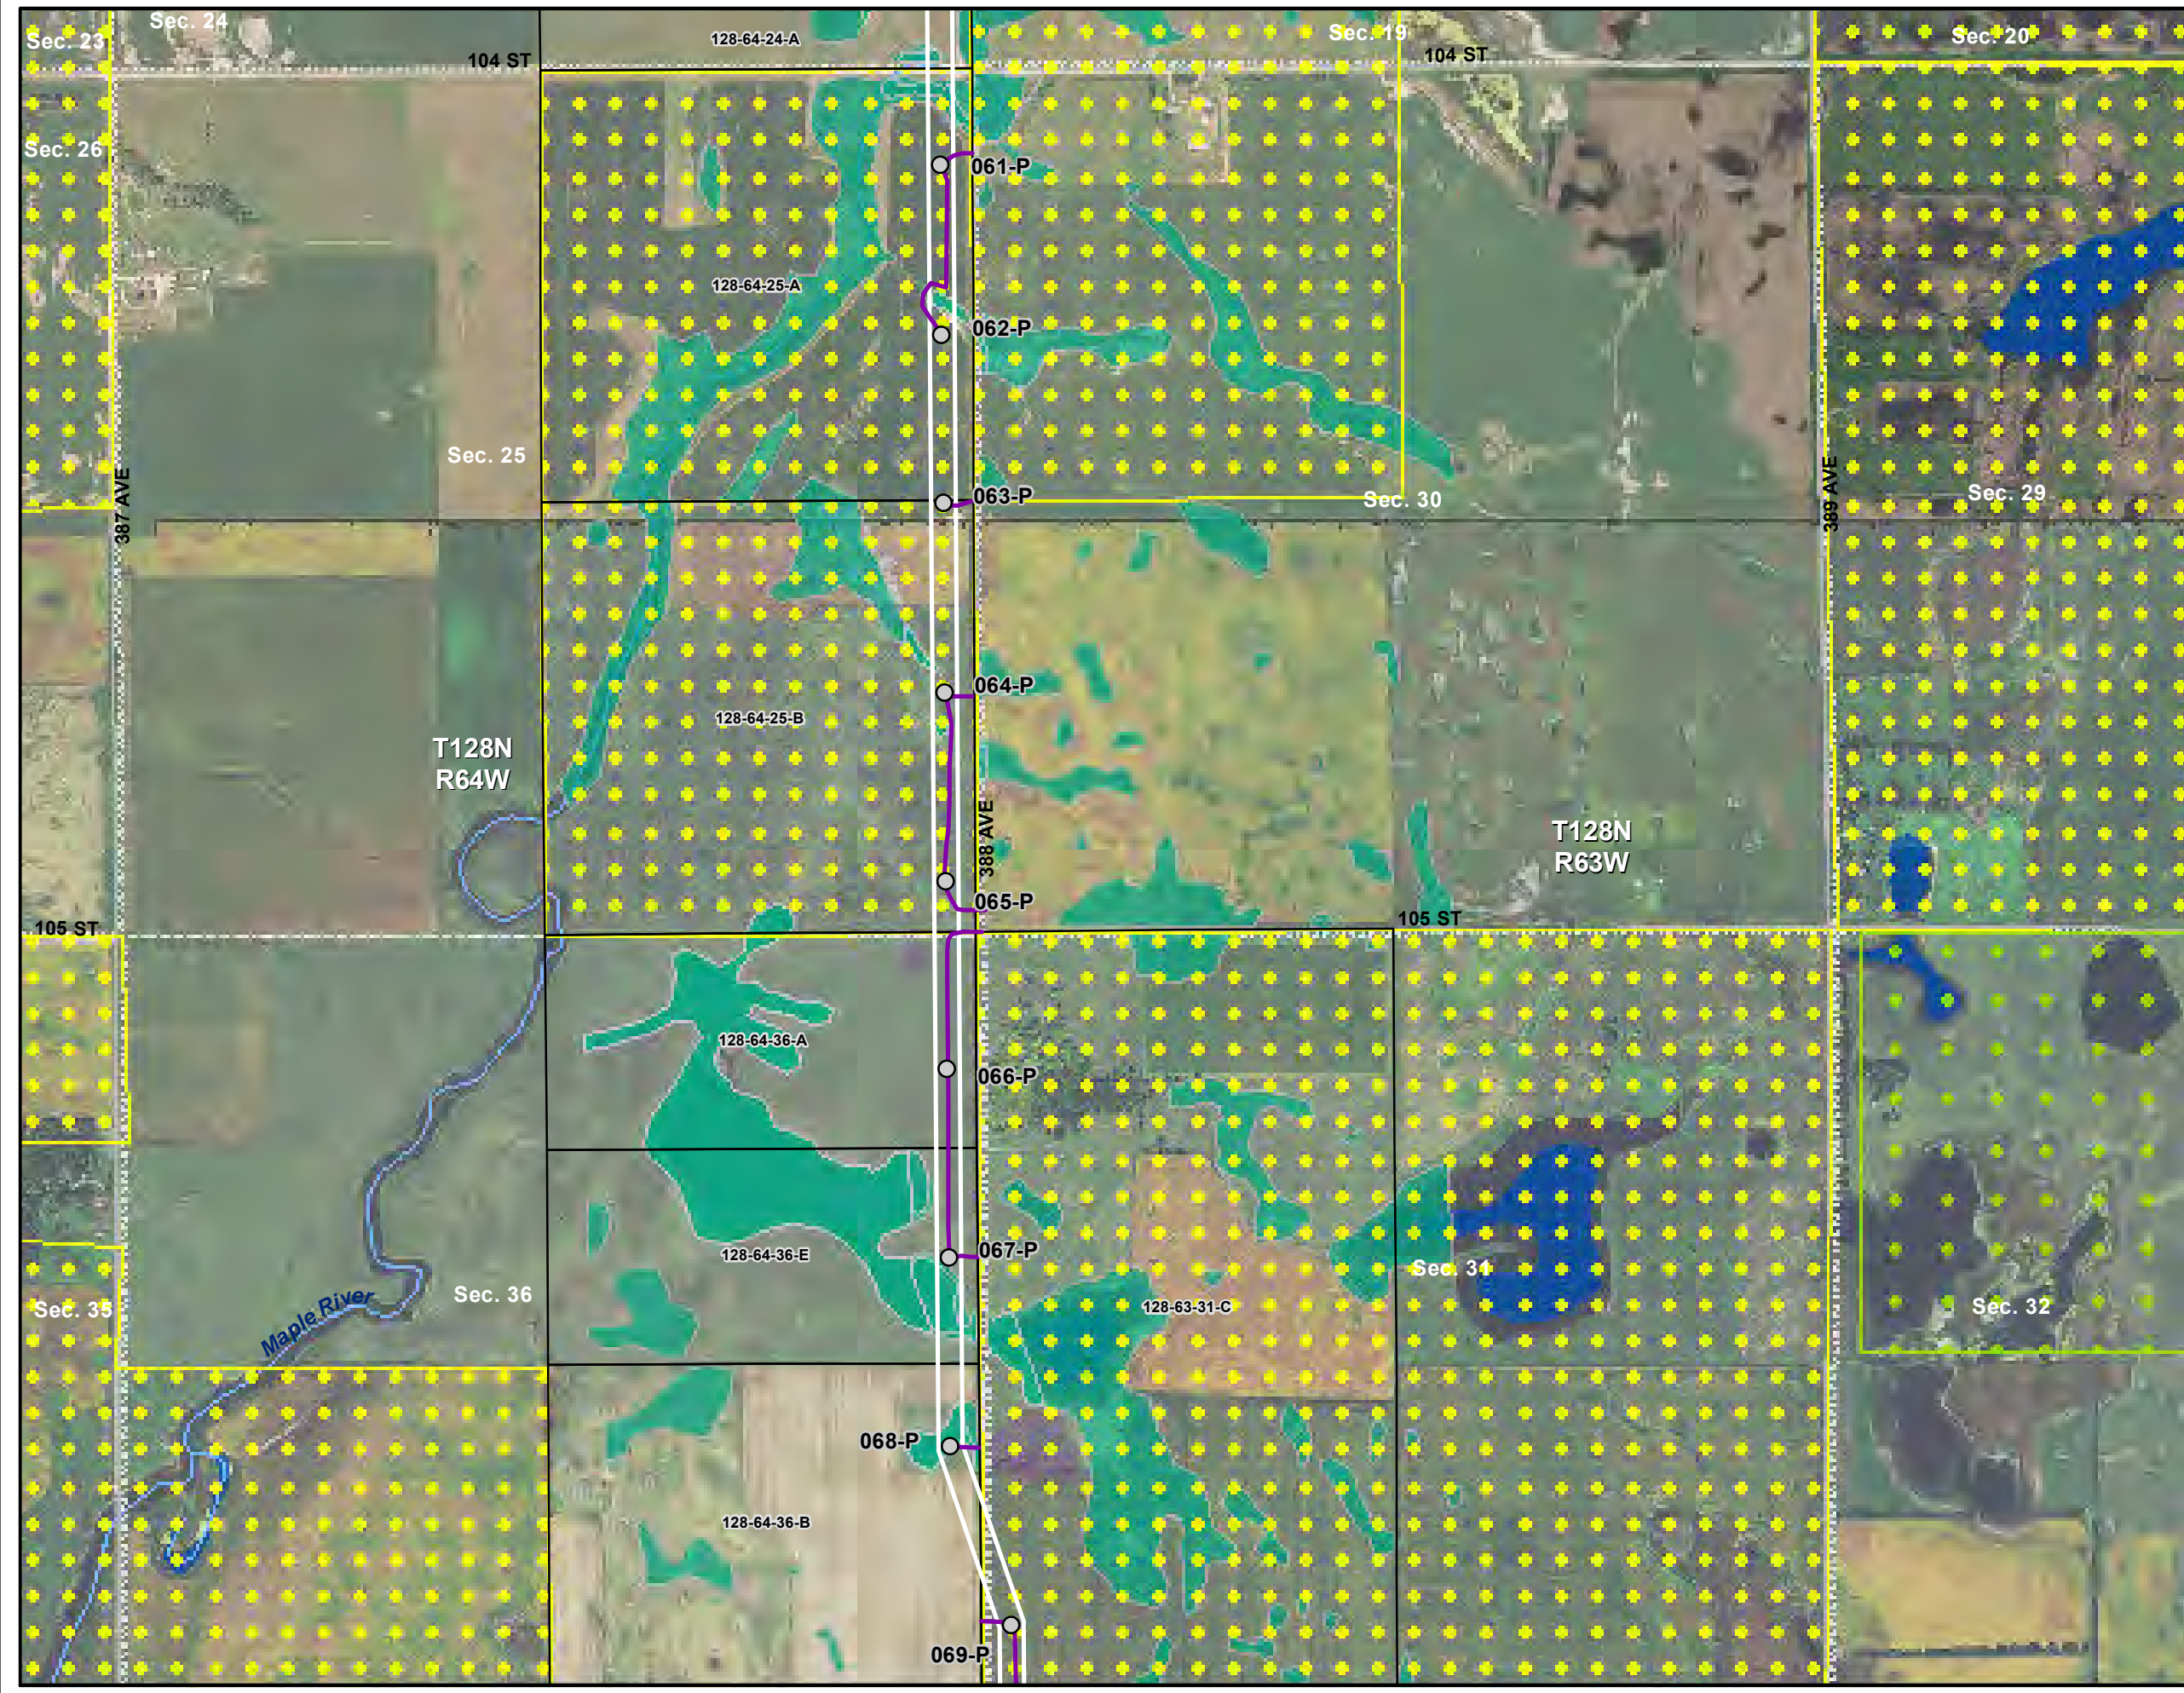 Sec. 24
Sec. 23
128-64-24-A
Sec. 19
Sec. 20
104 ST
104 ST
Sec. 26
061-P
128-64-25-A
062-P
Sec. 25
387 AVE
063-P
Sec. 30
389 AVE
Sec. 29
064-P
128-64-25-B
T128N
R64W
388 AVE
T128N
R63W
065-P
105 ST
105 ST
128-64-36-A
066-P
067-P
128-64-36-E
Sec. 31
Sec. 35
Maple River
Sec. 36
128-63-31-C
Sec. 32
068-P
128-64-36-B
069-P